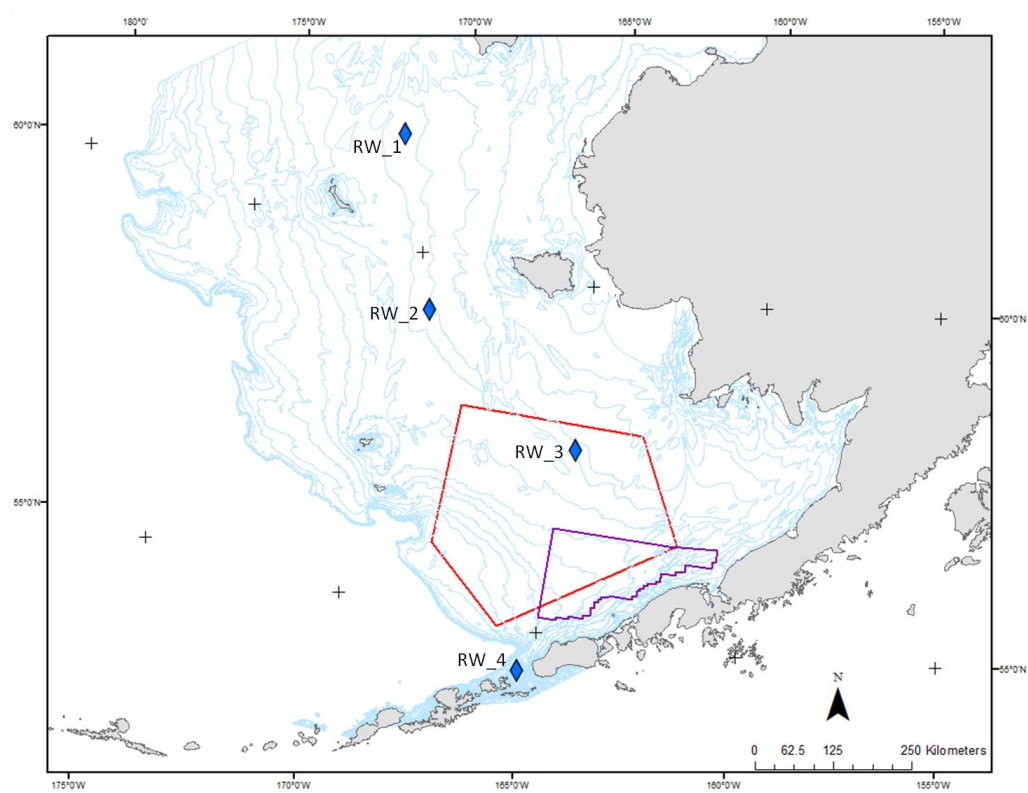 180°0' 175°0'W 170°0'W 165°0'W 160°0'W 155°0'W
60°0'N
RW_1
RW_2
60°0'N
RW_3
55°0'N
RW_4
55°0'N
N
0 62.5 125 250 Kilometers
175°0'W 170°0'W 165°0'W 160°0'W 155°0'W